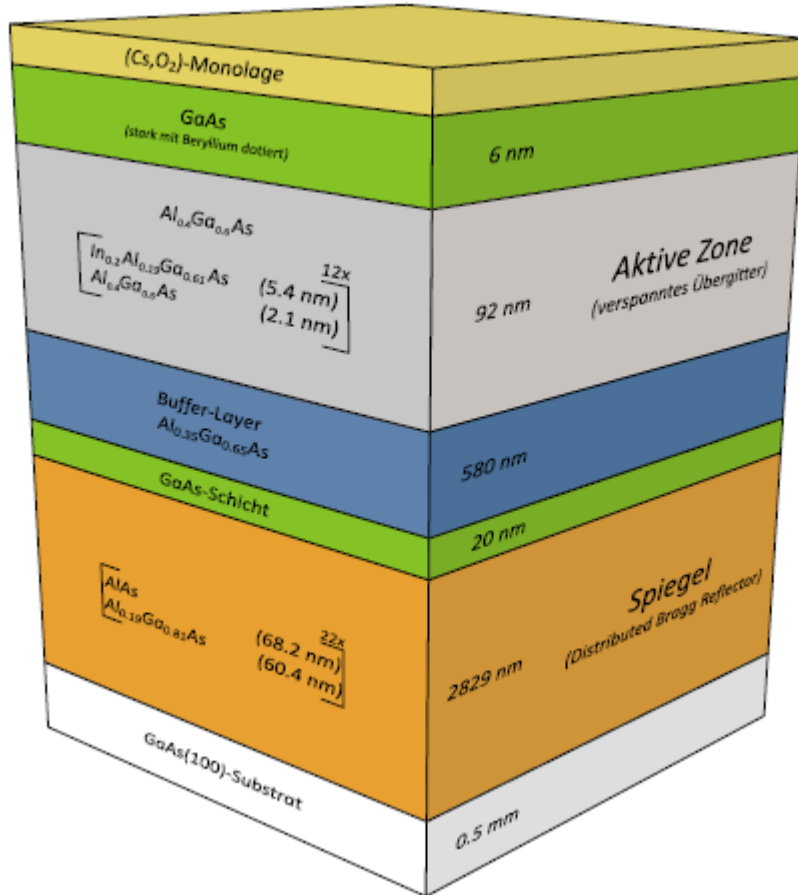 (Cs,O₂)-Monolage
GaAs
(stark mit Beryllium dotiert)
6 nm
Al₀.₄Ga₀.₆As
12x
In₀.₂Al₀.₁₉Ga₀.₆₁As (5.4 nm)
Al₀.₄Ga₀.₆As (2.1 nm)
92 nm
Aktive Zone
(verspanntes Übergitter)
Buffer-Layer
Al₀.₃₅Ga₀.₆₅As
580 nm
GaAs-Schicht
20 nm
22x
AlAs (68.2 nm)
Al₀.₁₉Ga₀.₈₁As (60.4 nm)
2829 nm
Spiegel
(Distributed Bragg Reflector)
GaAs(100)-Substrat
0.5 mm